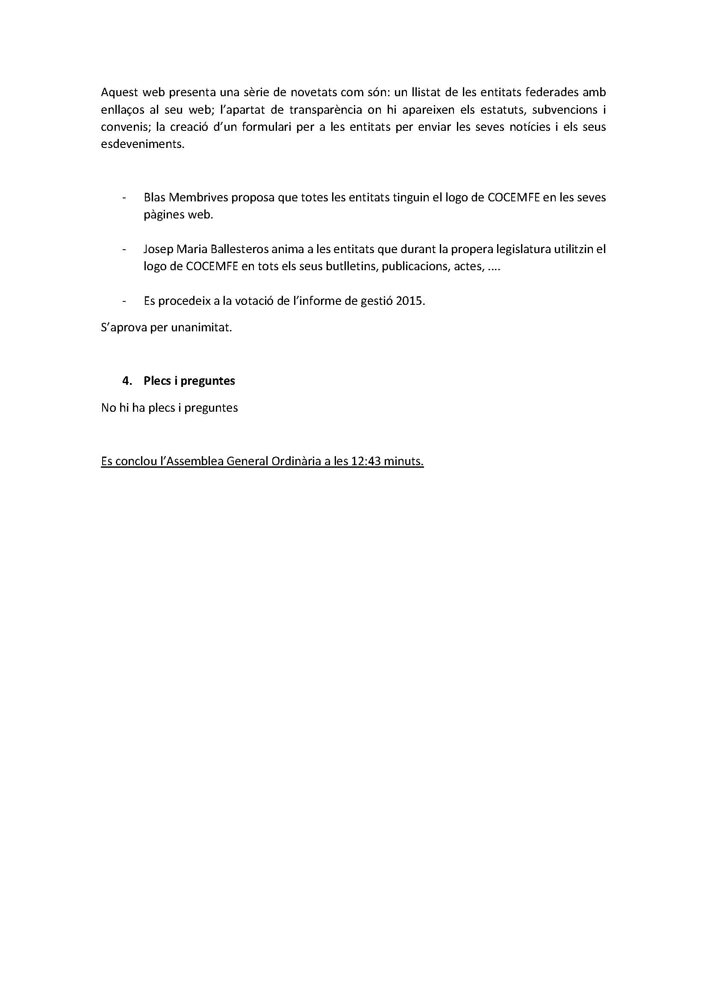 Aquest web presenta una sèrie de novetats com són: un llistat de les entitats federades amb
enllaços al seu web; l’apartat de transparència on hi apareixen els estatuts, subvencions i
convenis; la creació d’un formulari per a les entitats per enviar les seves notícies i els seus
esdeveniments.
- Blas Membrives proposa que totes les entitats tinguin el logo de COCEMFE en les seves
pàgines web.
- Josep Maria Ballesteros anima a les entitats que durant la propera legislatura utilitzin el
logo de COCEMFE en tots els seus butlletins, publicacions, actes, ....
- Es procedeix a la votació de l’informe de gestió 2015.
S’aprova per unanimitat.
4. Plecs i preguntes
No hi ha plecs i preguntes
Es conclou l’Assemblea General Ordinària a les 12:43 minuts.